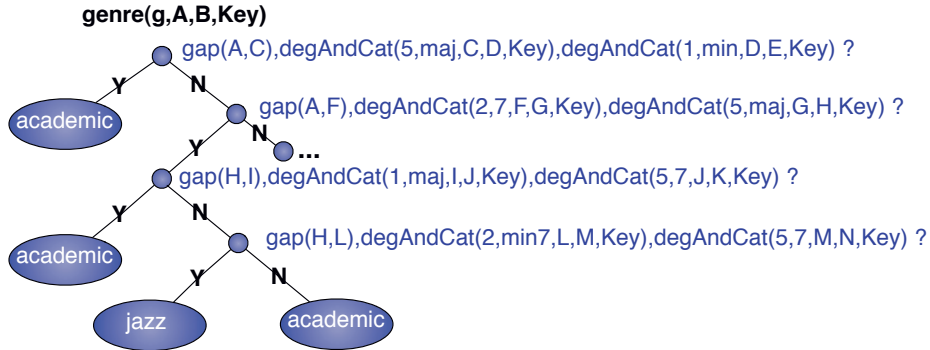 genre(g,A,B,Key)
gap(A,C),degAndCat(5,maj,C,D,Key),degAndCat(1,min,D,E,Key) ?
Y N
academic
gap(A,F),degAndCat(2,7,F,G,Key),degAndCat(5,maj,G,H,Key) ?
Y N
...
gap(H,I),degAndCat(1,maj,I,J,Key),degAndCat(5,7,J,K,Key) ?
Y N
academic
gap(H,L),degAndCat(2,min7,L,M,Key),degAndCat(5,7,M,N,Key) ?
Y N
jazz academic